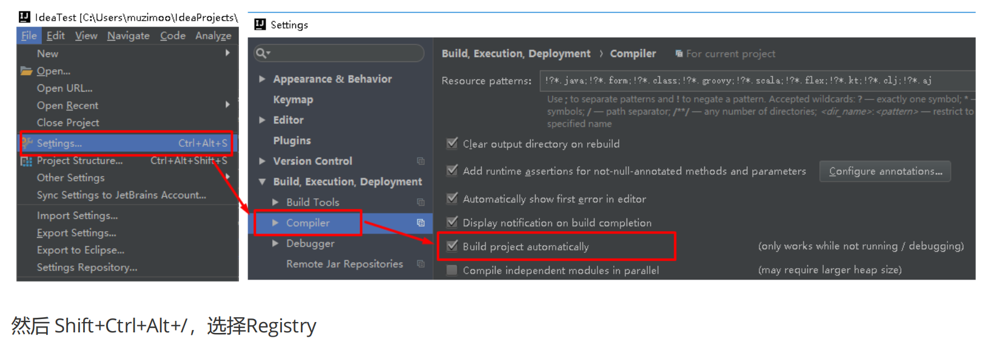 IdeaTest [C:\Users\muzimoo\IdeaProjects\
File Edit View Navigate Code Analyze
New
Open...
Open URL...
Open Recent
Close Project
Settings... Ctrl+Alt+S
Project Structure... Ctrl+Alt+Shift+S
Other Settings
Sync Settings to JetBrains Account...
Import Settings...
Export Settings...
Export to Eclipse...
Settings Repository...
Settings
Appearance & Behavior
Keymap
Editor
Plugins
Version Control
Build, Execution, Deployment
Build Tools
Compiler
Debugger
Remote Jar Repositories
Build, Execution, Deployment › Compiler For current project
Resource patterns: !?*.java;!?*.form;!?*.class;!?*.groovy;!?*.scala;!?*.flex;!?*.kt;!?*.clj;!?*.aj
Use ; to separate patterns and ! to negate a pattern. Accepted wildcards: ? — exactly one symbol; * —
symbols; / — path separator; /**/ — any number of directories; <dir_name>:<pattern> — restrict to
specified name
Clear output directory on rebuild
Add runtime assertions for not-null-annotated methods and parameters Configure annotations...
Automatically show first error in editor
Display notification on build completion
Build project automatically (only works while not running / debugging)
Compile independent modules in parallel (may require larger heap size)
然后 Shift+Ctrl+Alt+/，选择Registry